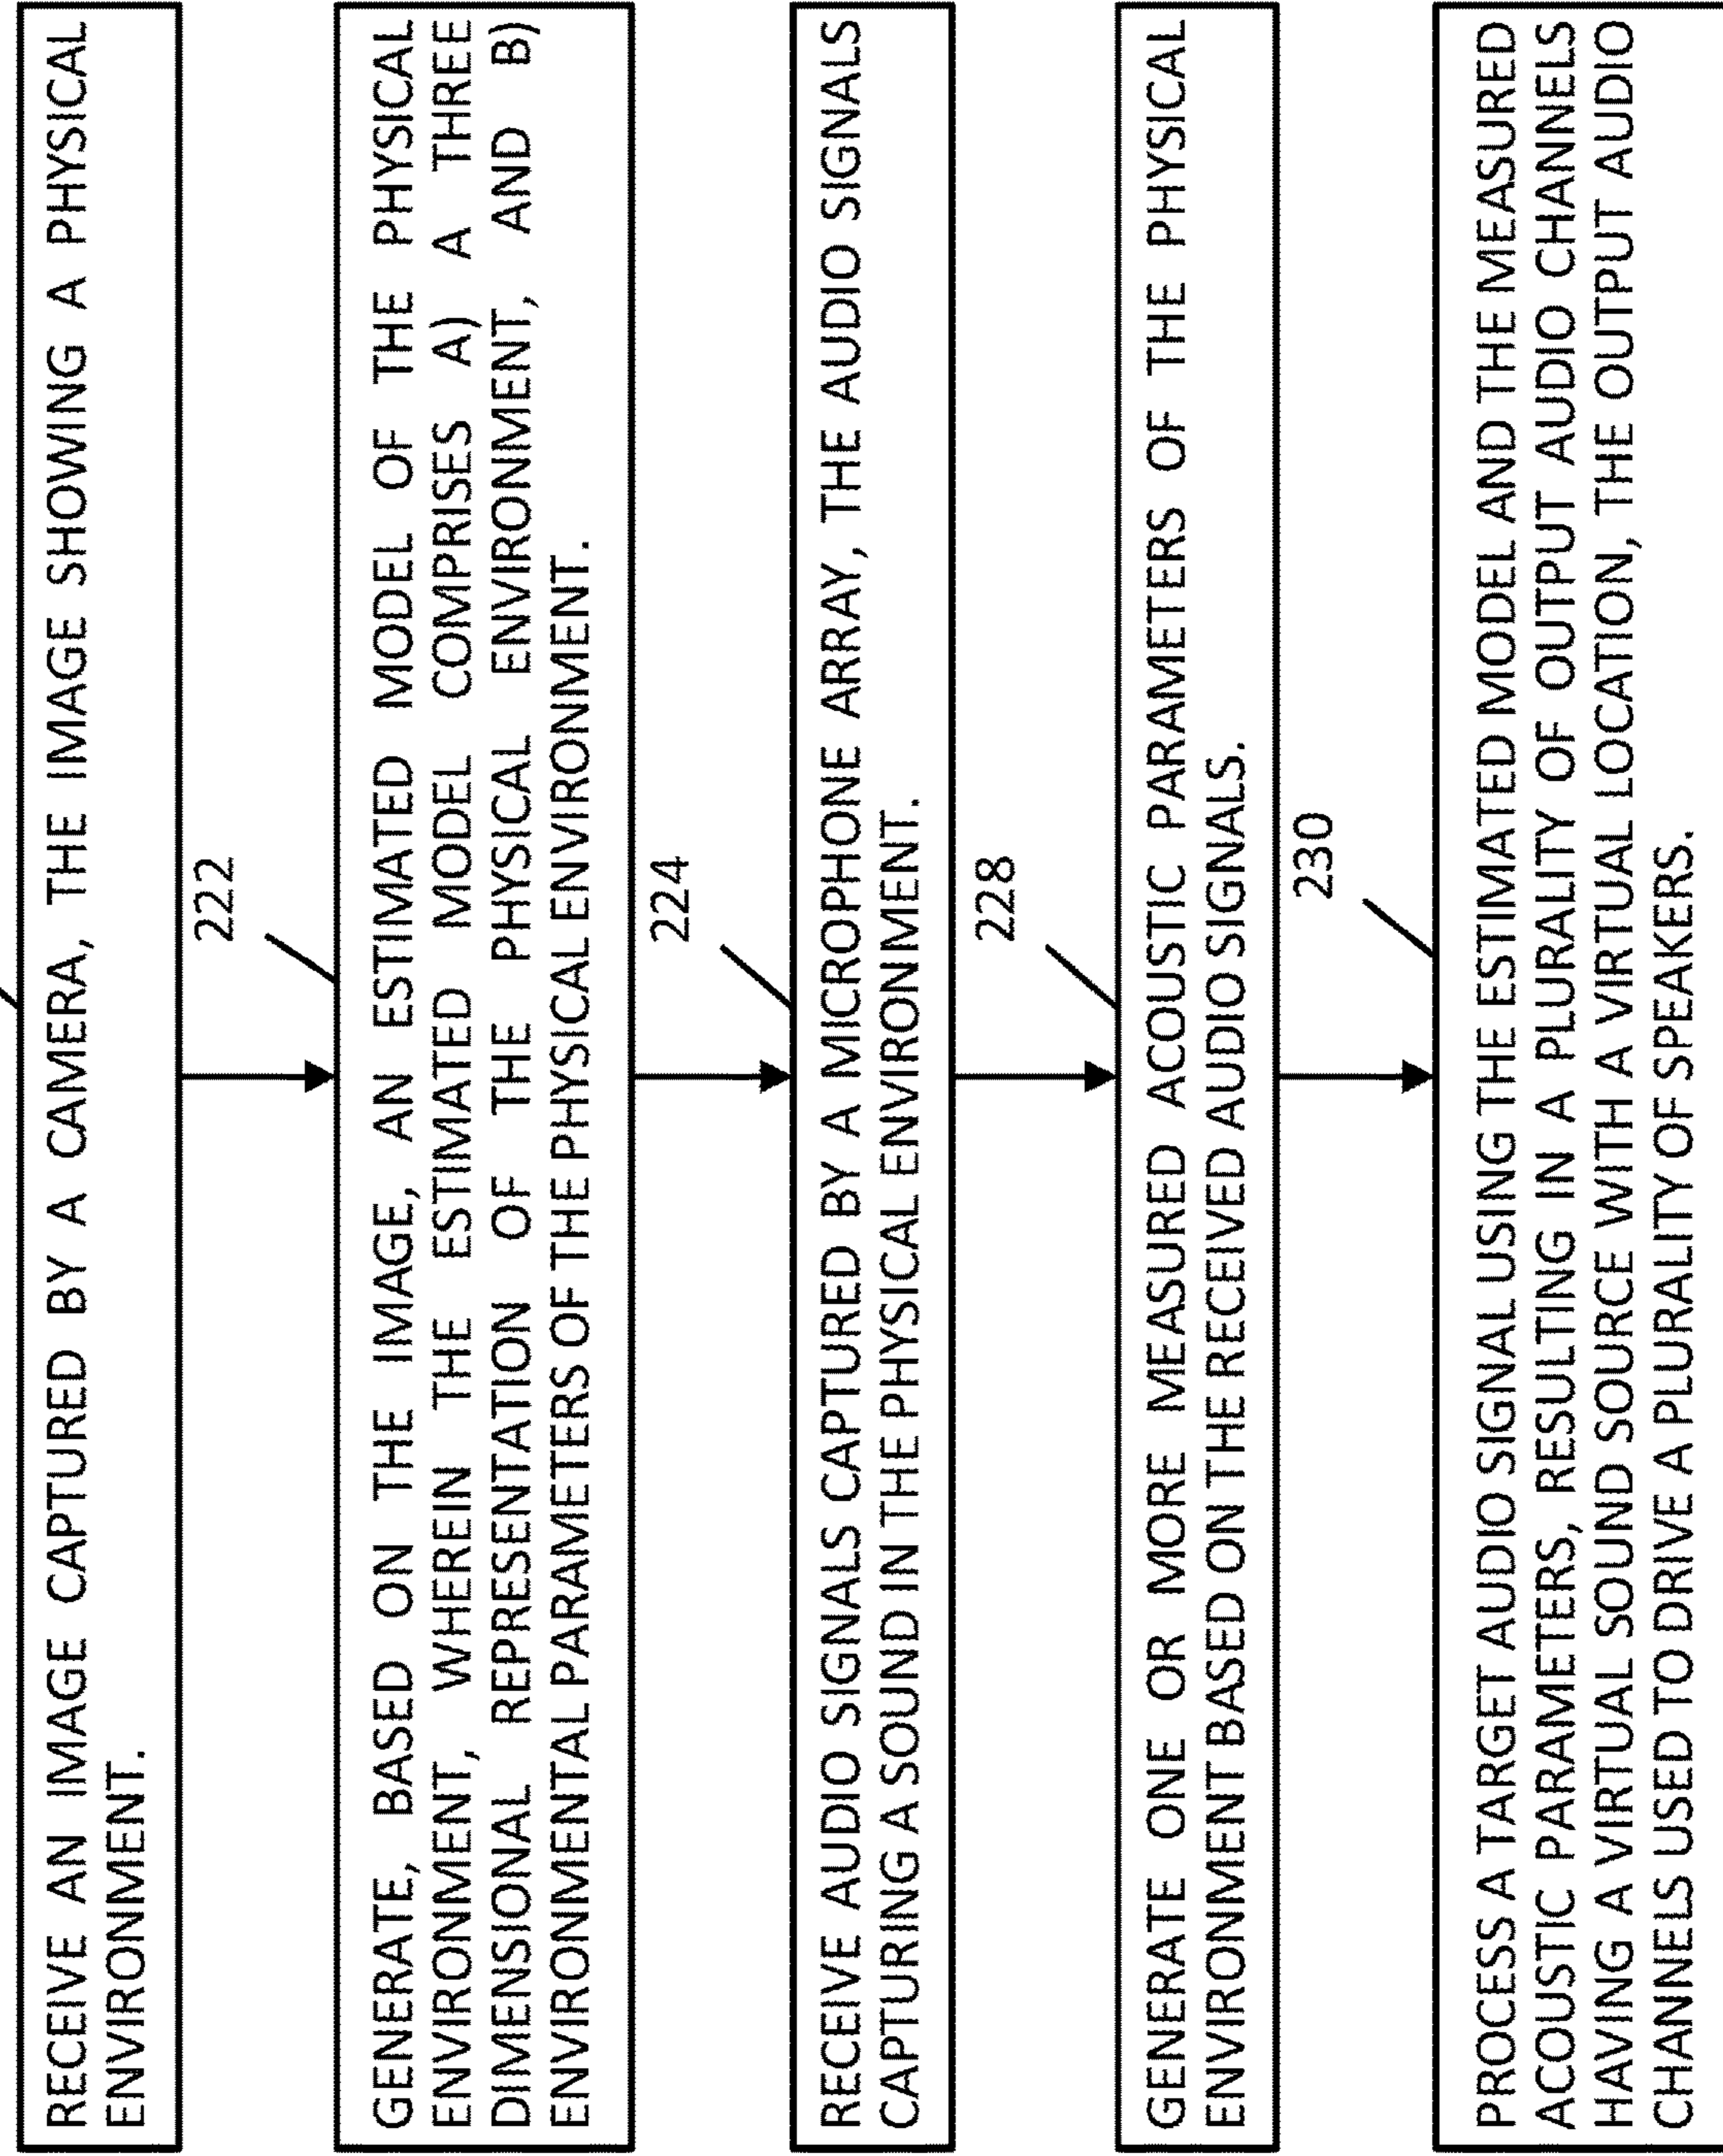 RECEIVE AN IMAGE CAPTURED BY A CAMERA, THE IMAGE SHOWING A PHYSICAL
ENVIRONMENT.
222
GENERATE, BASED ON THE IMAGE, AN ESTIMATED MODEL OF THE PHYSICAL
ENVIRONMENT, WHEREIN THE ESTIMATED MODEL COMPRISES A) A THREE
DIMENSIONAL REPRESENTATION OF THE PHYSICAL ENVIRONMENT, AND B)
ENVIRONMENTAL PARAMETERS OF THE PHYSICAL ENVIRONMENT.
224
RECEIVE AUDIO SIGNALS CAPTURED BY A MICROPHONE ARRAY, THE AUDIO SIGNALS
CAPTURING A SOUND IN THE PHYSICAL ENVIRONMENT.
228
GENERATE ONE OR MORE MEASURED ACOUSTIC PARAMETERS OF THE PHYSICAL
ENVIRONMENT BASED ON THE RECEIVED AUDIO SIGNALS.
230
PROCESS A TARGET AUDIO SIGNAL USING THE ESTIMATED MODEL AND THE MEASURED
ACOUSTIC PARAMETERS, RESULTING IN A PLURALITY OF OUTPUT AUDIO CHANNELS
HAVING A VIRTUAL SOUND SOURCE WITH A VIRTUAL LOCATION, THE OUTPUT AUDIO
CHANNELS USED TO DRIVE A PLURALITY OF SPEAKERS.